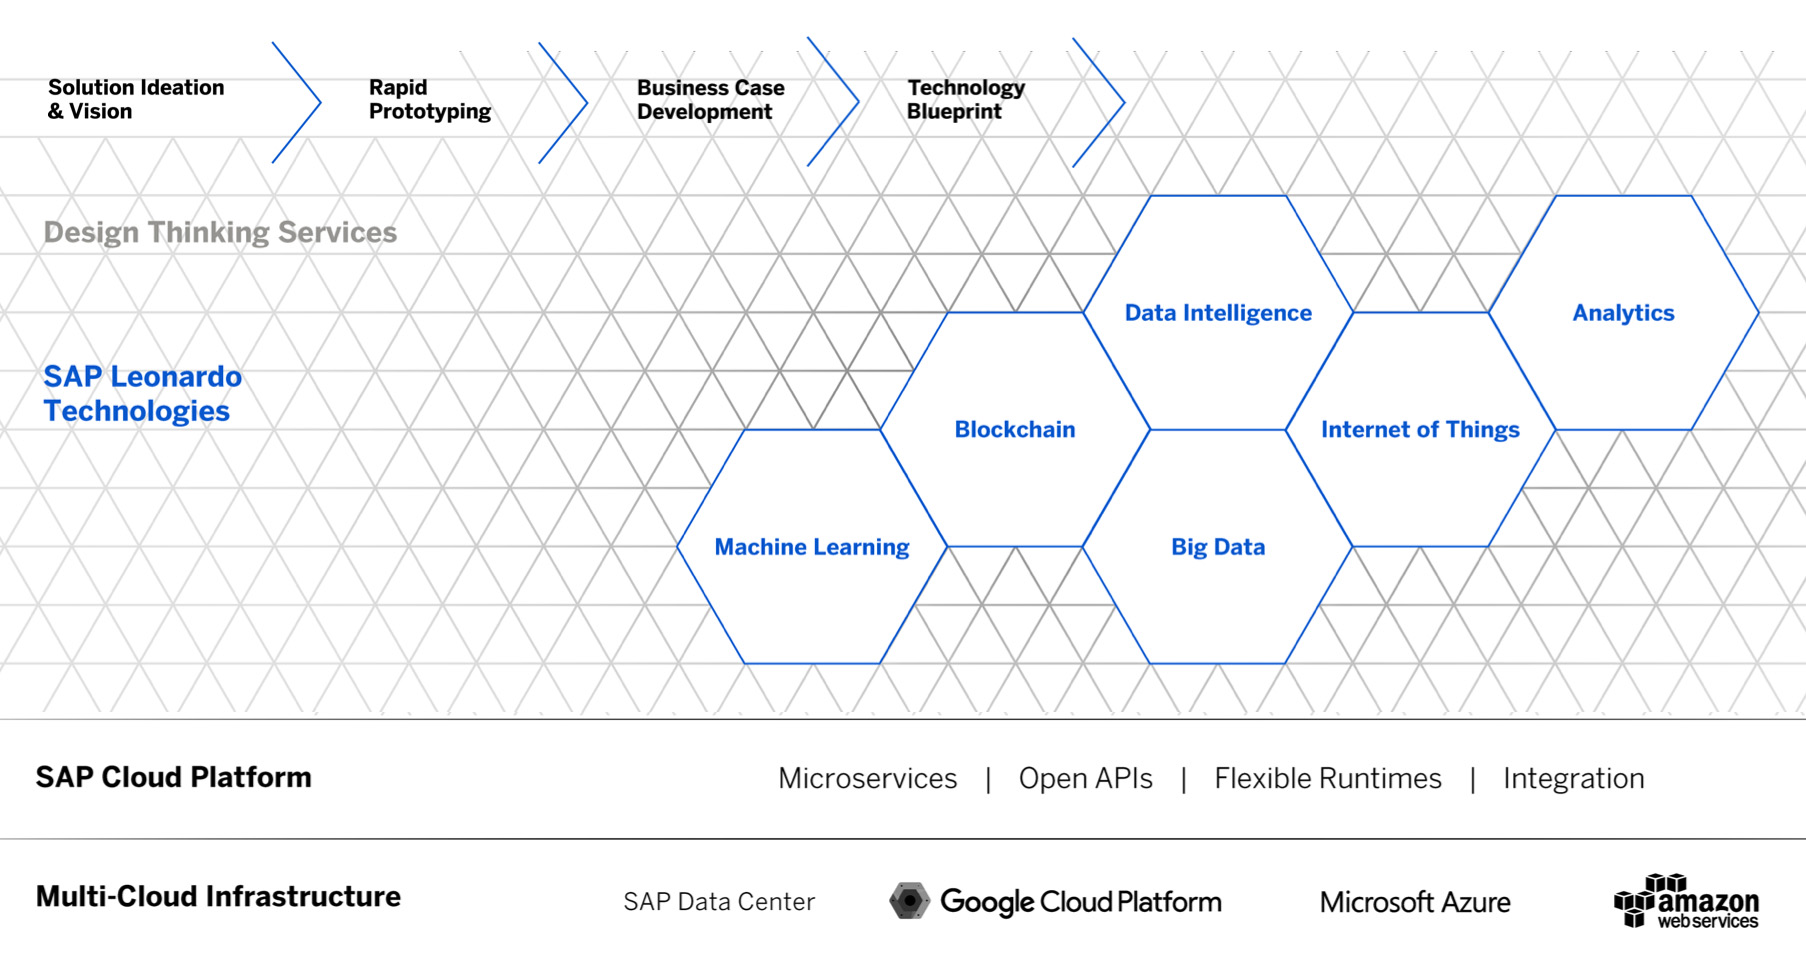 Solution Ideation
& Vision
Rapid
Prototyping
Business Case
Development
Technology
Blueprint
Design Thinking Services
SAP Leonardo
Technologies
Data Intelligence
Analytics
Blockchain
Internet of Things
Machine Learning
Big Data
SAP Cloud Platform
Microservices | Open APIs | Flexible Runtimes | Integration
Multi-Cloud Infrastructure
SAP Data Center
Google Cloud Platform
Microsoft Azure
amazon
web services